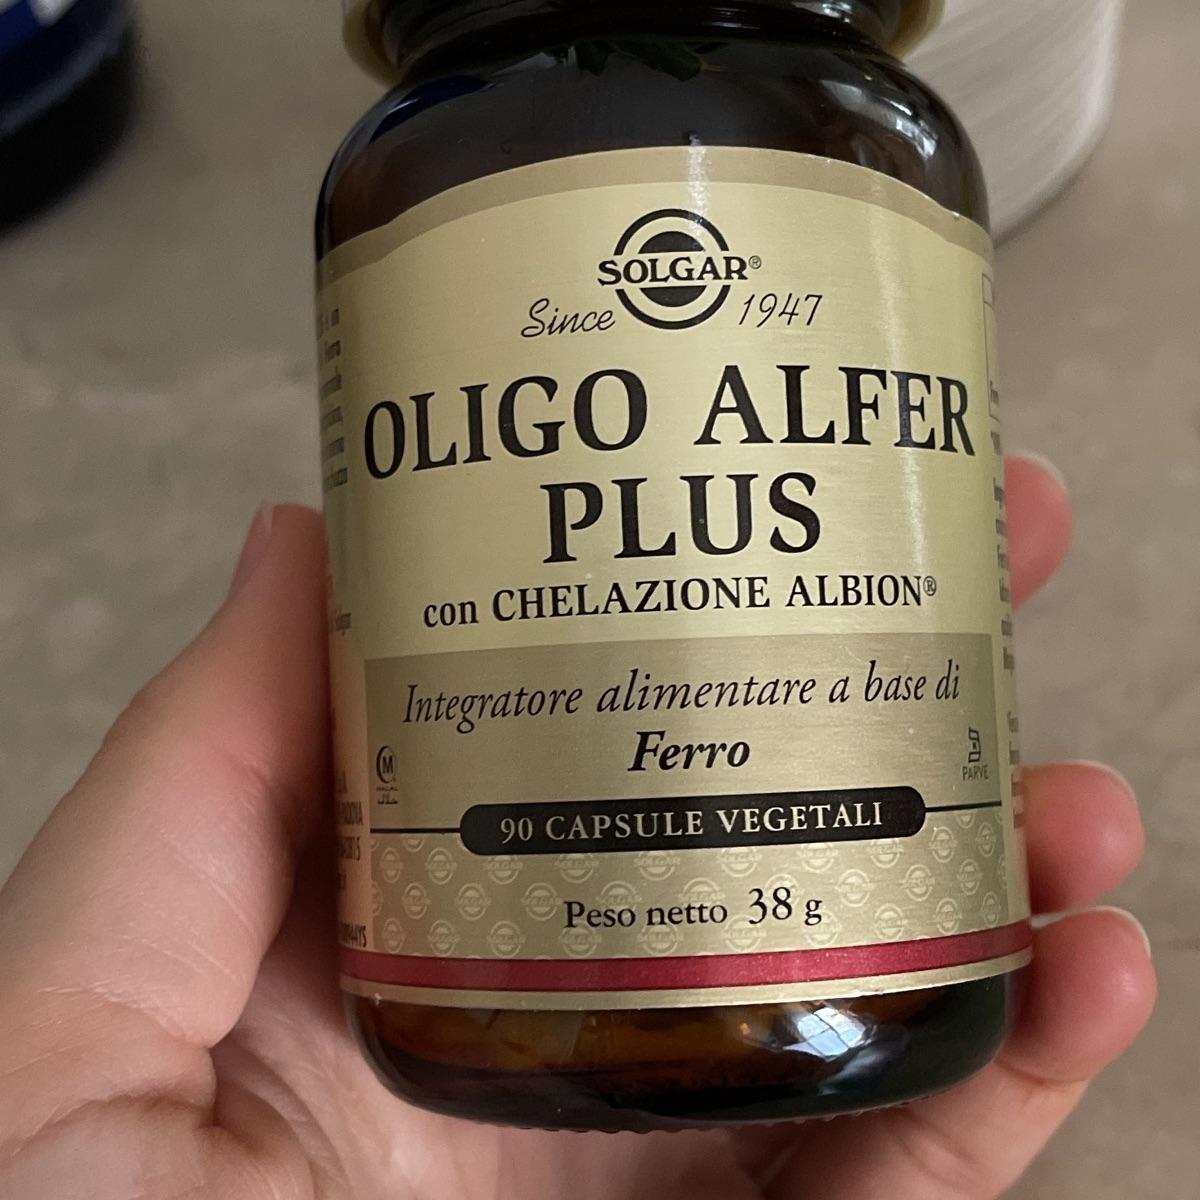 SOLGAR®
Since 1947
OLIGO ALFER
PLUS
con CHELAZIONE ALBION®
Integratore alimentare a base di
Ferro
M
HALAL
PARVE
90 CAPSULE VEGETALI
Peso netto 38 g